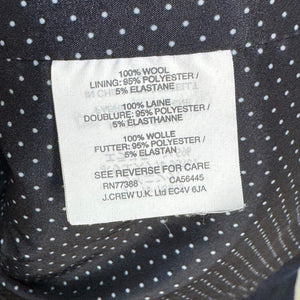 100% WOOL
LINING: 95% POLYESTER /
5% ELASTANE
100% LAINE
DOUBLURE: 95% POLYESTER /
5% ELASTHANNE
100% WOLLE
FUTTER: 95% POLYESTER /
5% ELASTAN
SEE REVERSE FOR CARE
RN77388 CA56445
J.CREW U.K. Ltd EC4V 6JA